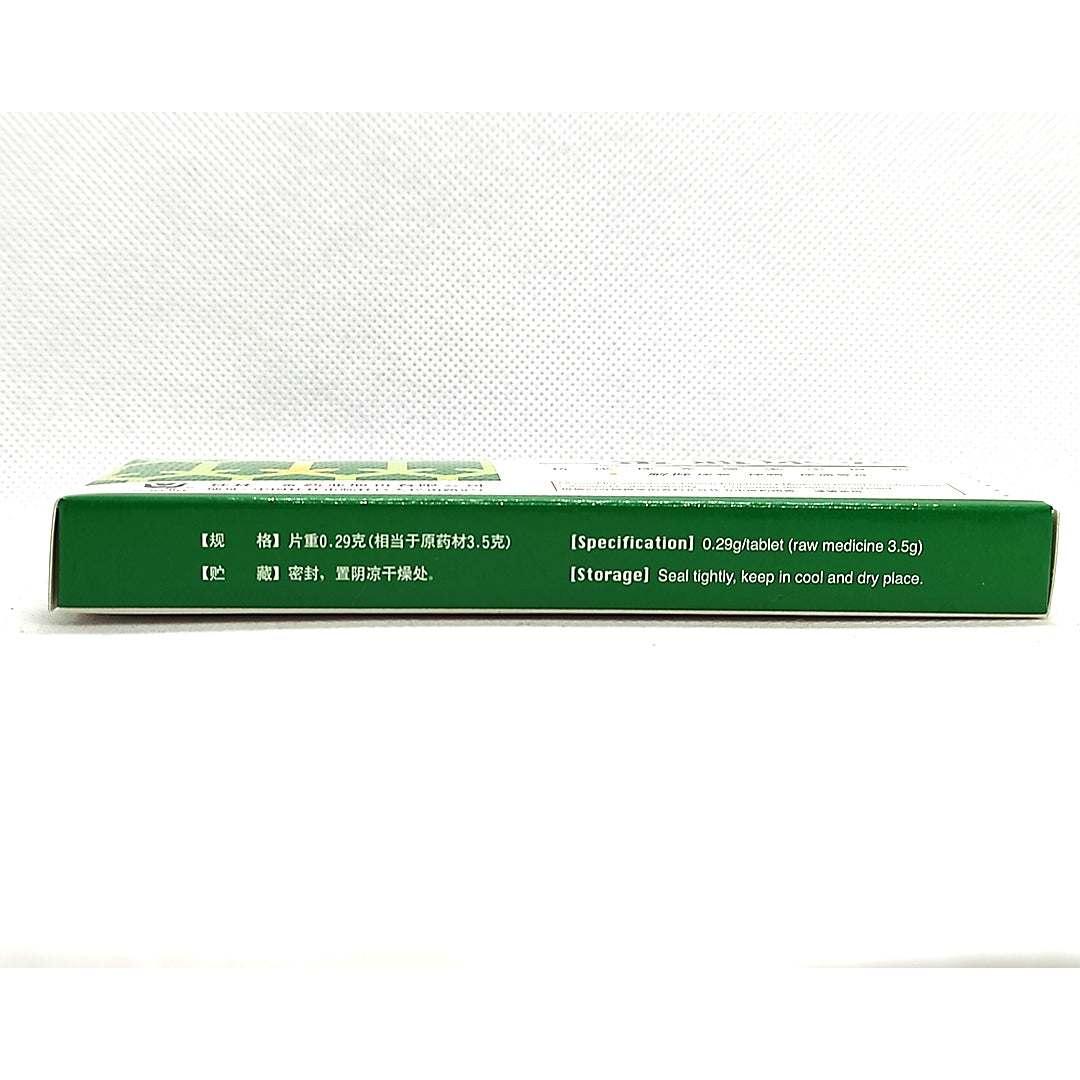 【规 格】片重0.29克(相当于原药材3.5克)
【贮 藏】密封，置阴凉干燥处。
[Specification] 0.29g/tablet (raw medicine 3.5g)
[Storage] Seal tightly, keep in cool and dry place.